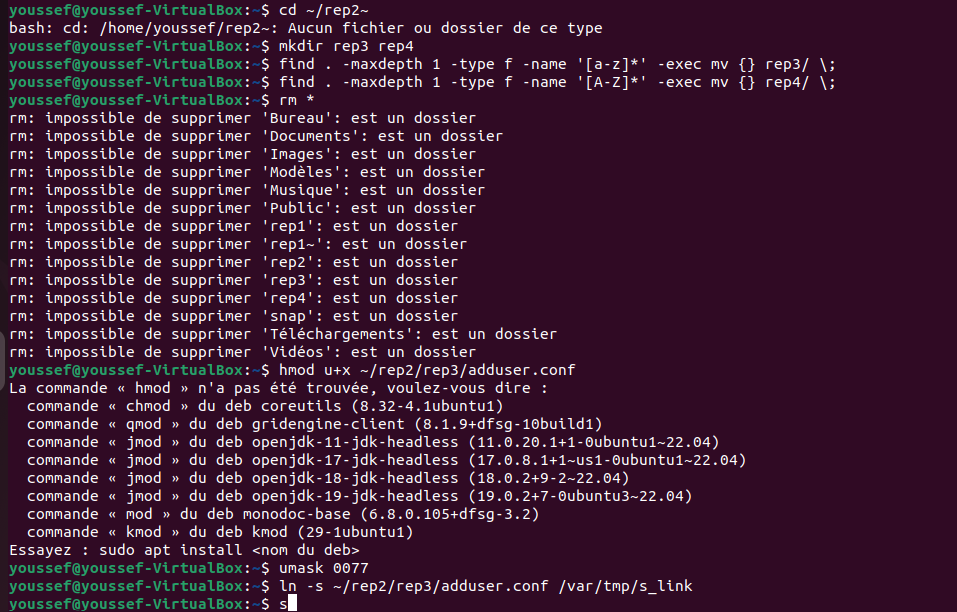 youssef@youssef-VirtualBox:~$ cd ~/rep2~
bash: cd: /home/youssef/rep2~: Aucun fichier ou dossier de ce type
youssef@youssef-VirtualBox:~$ mkdir rep3 rep4
youssef@youssef-VirtualBox:~$ find . -maxdepth 1 -type f -name '[a-z]*' -exec mv {} rep3/ \;
youssef@youssef-VirtualBox:~$ find . -maxdepth 1 -type f -name '[A-Z]*' -exec mv {} rep4/ \;
youssef@youssef-VirtualBox:~$ rm *
rm: impossible de supprimer 'Bureau': est un dossier
rm: impossible de supprimer 'Documents': est un dossier
rm: impossible de supprimer 'Images': est un dossier
rm: impossible de supprimer 'Modèles': est un dossier
rm: impossible de supprimer 'Musique': est un dossier
rm: impossible de supprimer 'Public': est un dossier
rm: impossible de supprimer 'rep1': est un dossier
rm: impossible de supprimer 'rep1~': est un dossier
rm: impossible de supprimer 'rep2': est un dossier
rm: impossible de supprimer 'rep3': est un dossier
rm: impossible de supprimer 'rep4': est un dossier
rm: impossible de supprimer 'snap': est un dossier
rm: impossible de supprimer 'Téléchargements': est un dossier
rm: impossible de supprimer 'Vidéos': est un dossier
youssef@youssef-VirtualBox:~$ hmod u+x ~/rep2/rep3/adduser.conf
La commande « hmod » n'a pas été trouvée, voulez-vous dire :
  commande « chmod » du deb coreutils (8.32-4.1ubuntu1)
  commande « qmod » du deb gridengine-client (8.1.9+dfsg-10build1)
  commande « jmod » du deb openjdk-11-jdk-headless (11.0.20.1+1-0ubuntu1~22.04)
  commande « jmod » du deb openjdk-17-jdk-headless (17.0.8.1+1~us1-0ubuntu1~22.04)
  commande « jmod » du deb openjdk-18-jdk-headless (18.0.2+9-2~22.04)
  commande « jmod » du deb openjdk-19-jdk-headless (19.0.2+7-0ubuntu3~22.04)
  commande « mod » du deb monodoc-base (6.8.0.105+dfsg-3.2)
  commande « kmod » du deb kmod (29-1ubuntu1)
Essayez : sudo apt install <nom du deb>
youssef@youssef-VirtualBox:~$ umask 0077
youssef@youssef-VirtualBox:~$ ln -s ~/rep2/rep3/adduser.conf /var/tmp/s_link
youssef@youssef-VirtualBox:~$ s